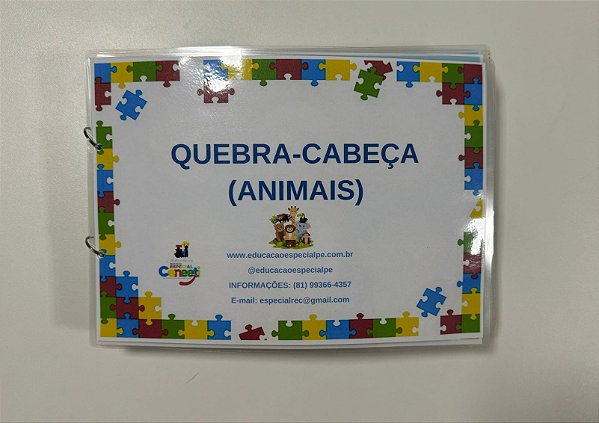 QUEBRA-CABEÇA
(ANIMAIS)
www.educacaoespecialpe.com.br
@educacaoespecialpe
INFORMAÇÕES: (81) 99366-4357
E-mail: especialrec@gmail.com